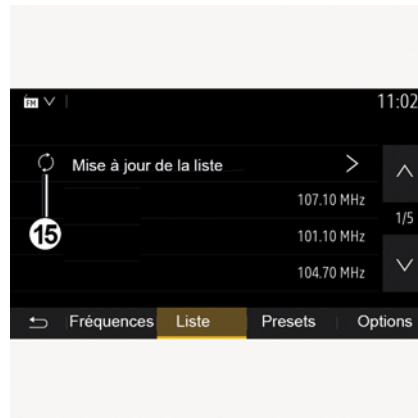 FM 11:02
Mise à jour de la liste
107.10 MHz
15
1/5
101.10 MHz
104.70 MHz
Fréquences Liste Presets Options